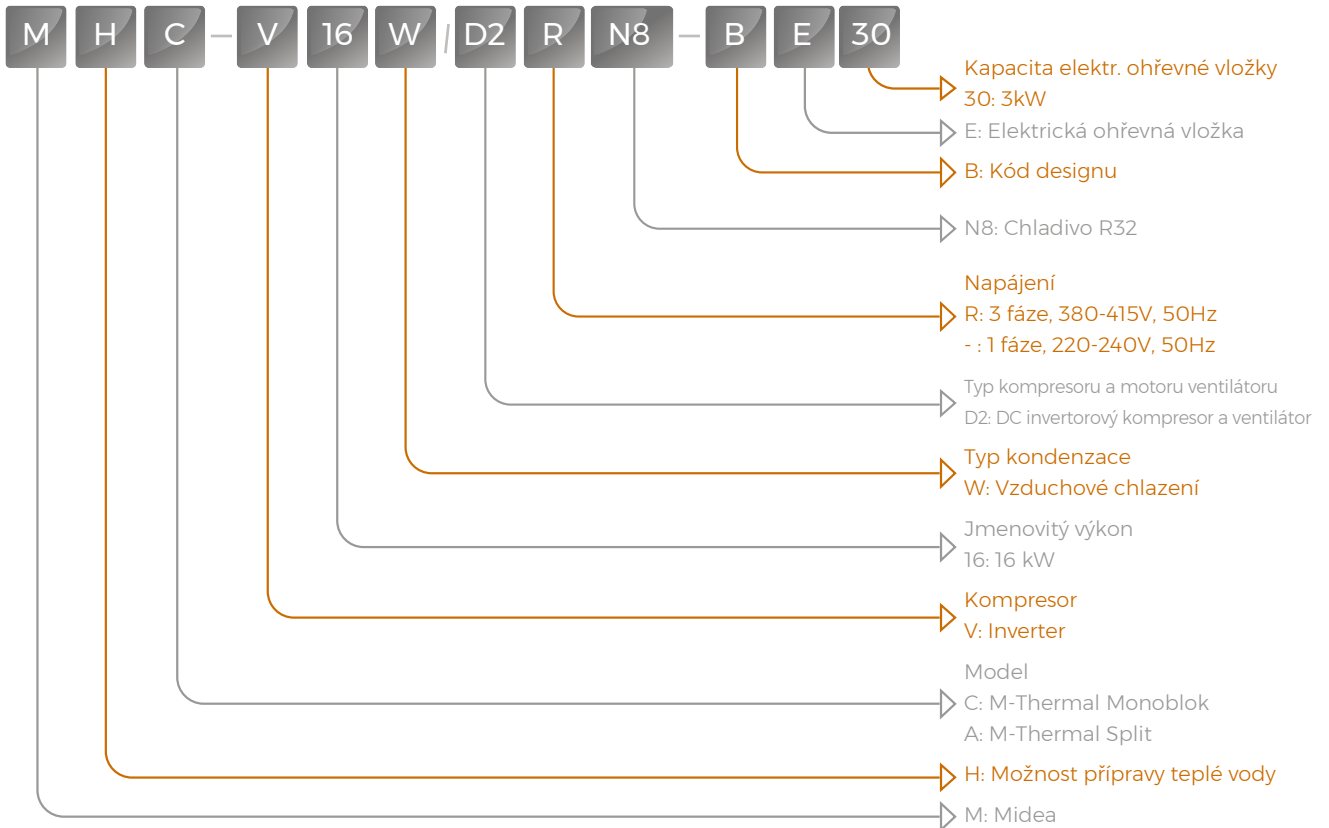 M H C – V 16 W / D2 R N8 – B E 30
Kapacita elektr. ohřevné vložky
30: 3kW
E: Elektrická ohřevná vložka
B: Kód designu
N8: Chladivo R32
Napájení
R: 3 fáze, 380-415V, 50Hz
- : 1 fáze, 220-240V, 50Hz
Typ kompresoru a motoru ventilátoru
D2: DC invertorový kompresor a ventilátor
Typ kondenzace
W: Vzduchové chlazení
Jmenovitý výkon
16: 16 kW
Kompresor
V: Inverter
Model
C: M-Thermal Monoblok
A: M-Thermal Split
H: Možnost přípravy teplé vody
M: Midea